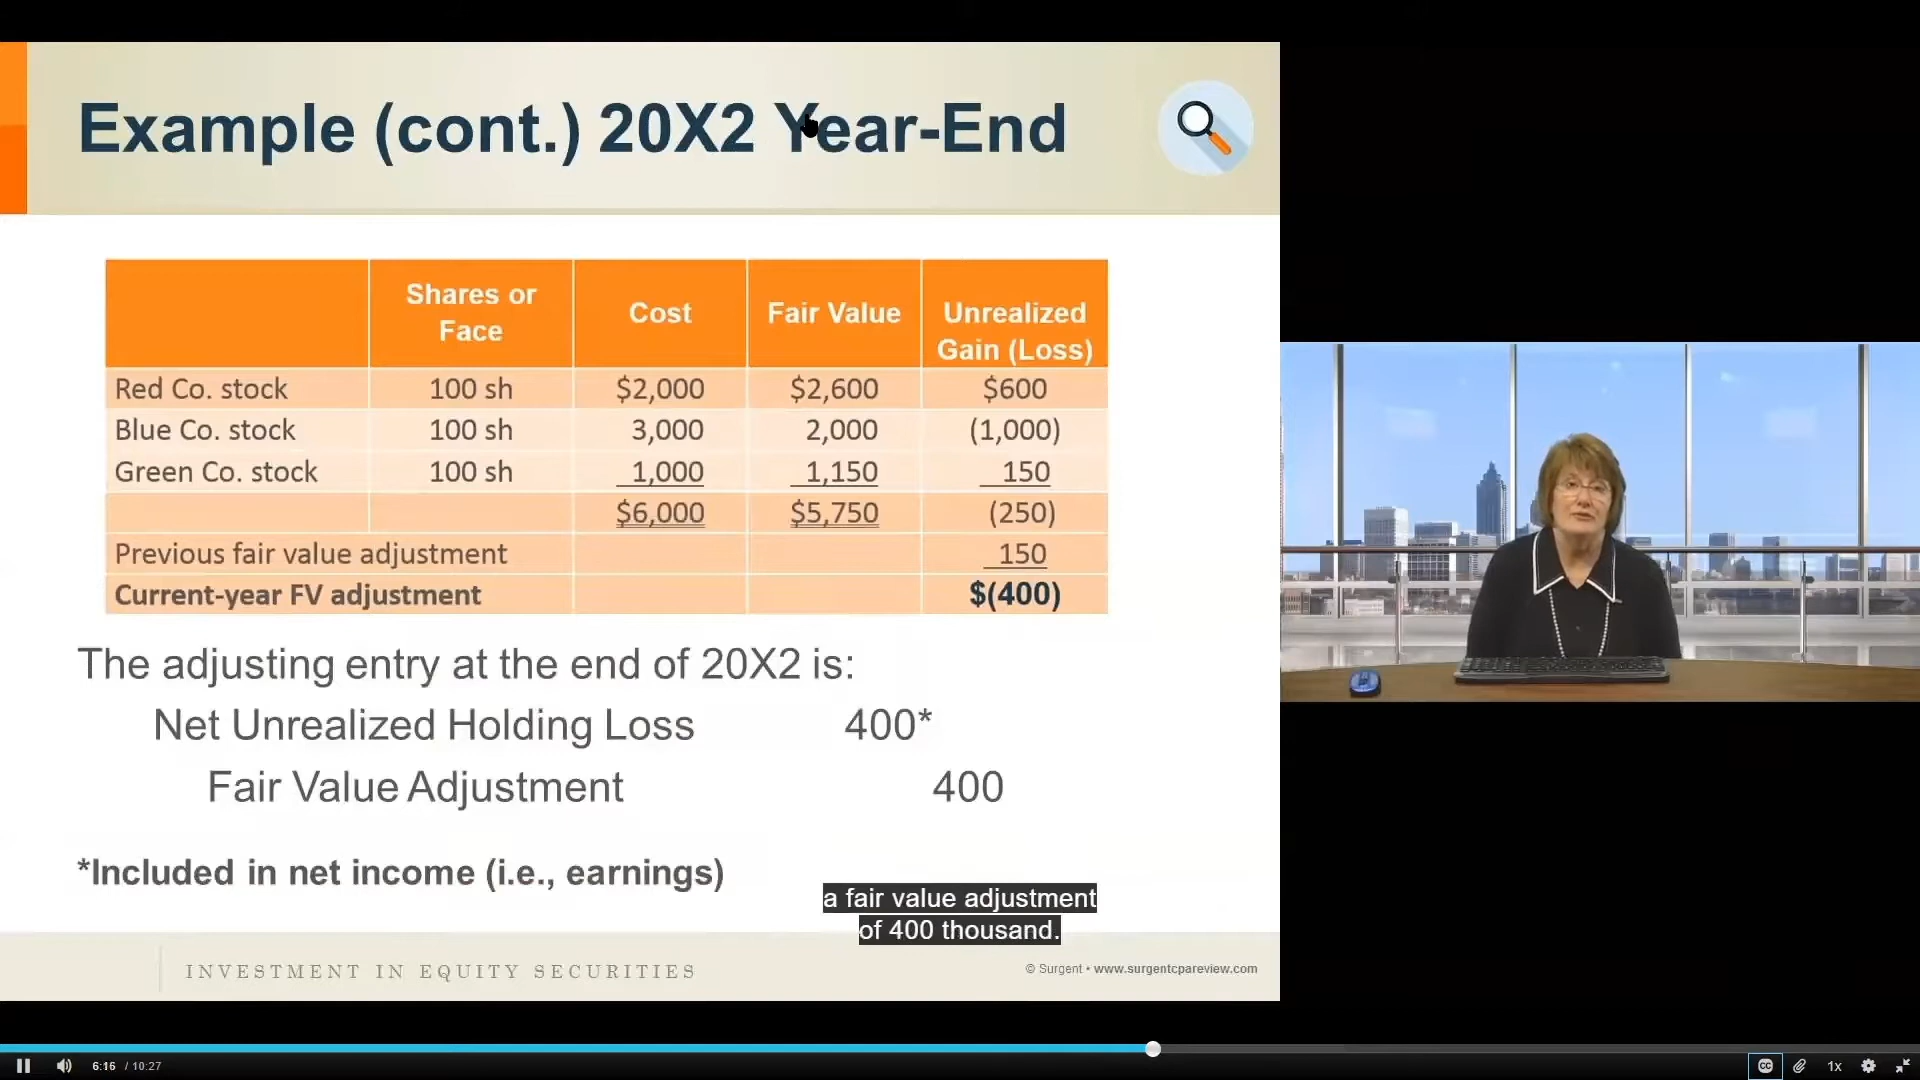 Example (cont.) 20X2 Year-End
Shares or Face Cost Fair Value Unrealized Gain (Loss)
Red Co. stock 100 sh $2,000 $2,600 $600
Blue Co. stock 100 sh 3,000 2,000 (1,000)
Green Co. stock 100 sh 1,000 1,150 150
$6,000 $5,750 (250)
Previous fair value adjustment 150
Current-year FV adjustment $(400)
The adjusting entry at the end of 20X2 is:
Net Unrealized Holding Loss 400*
Fair Value Adjustment 400
*Included in net income (i.e., earnings)
a fair value adjustment
of 400 thousand.
INVESTMENT IN EQUITY SECURITIES
© Surgent • www.surgentcpareview.com
6:16 / 10:27
CC
1x